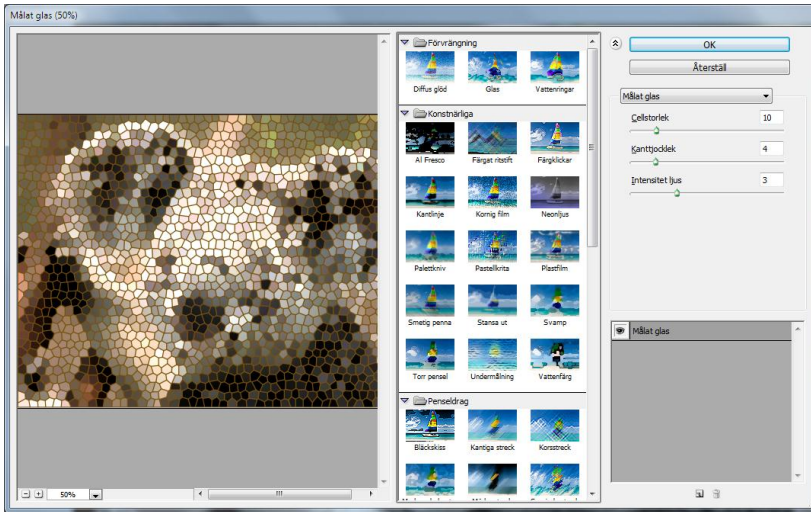 Målat glas (50%)
Förvrängning
Diffus glöd Glas Vattenringar
Konstnärliga
Al Fresco Färgat ritstift Färgklickar
Kantlinje Kornig film Neonljus
Palettkniv Pastellkrita Plastfilm
Smetig penna Stansa ut Svamp
Torr pensel Undermålning Vattenfärg
Penseldrag
Bläckskiss Kantiga streck Korsstreck
50%
OK
Återställ
Målat glas
Cellstorlek 10
Kanttjocklek 4
Intensitet ljus 3
Målat glas